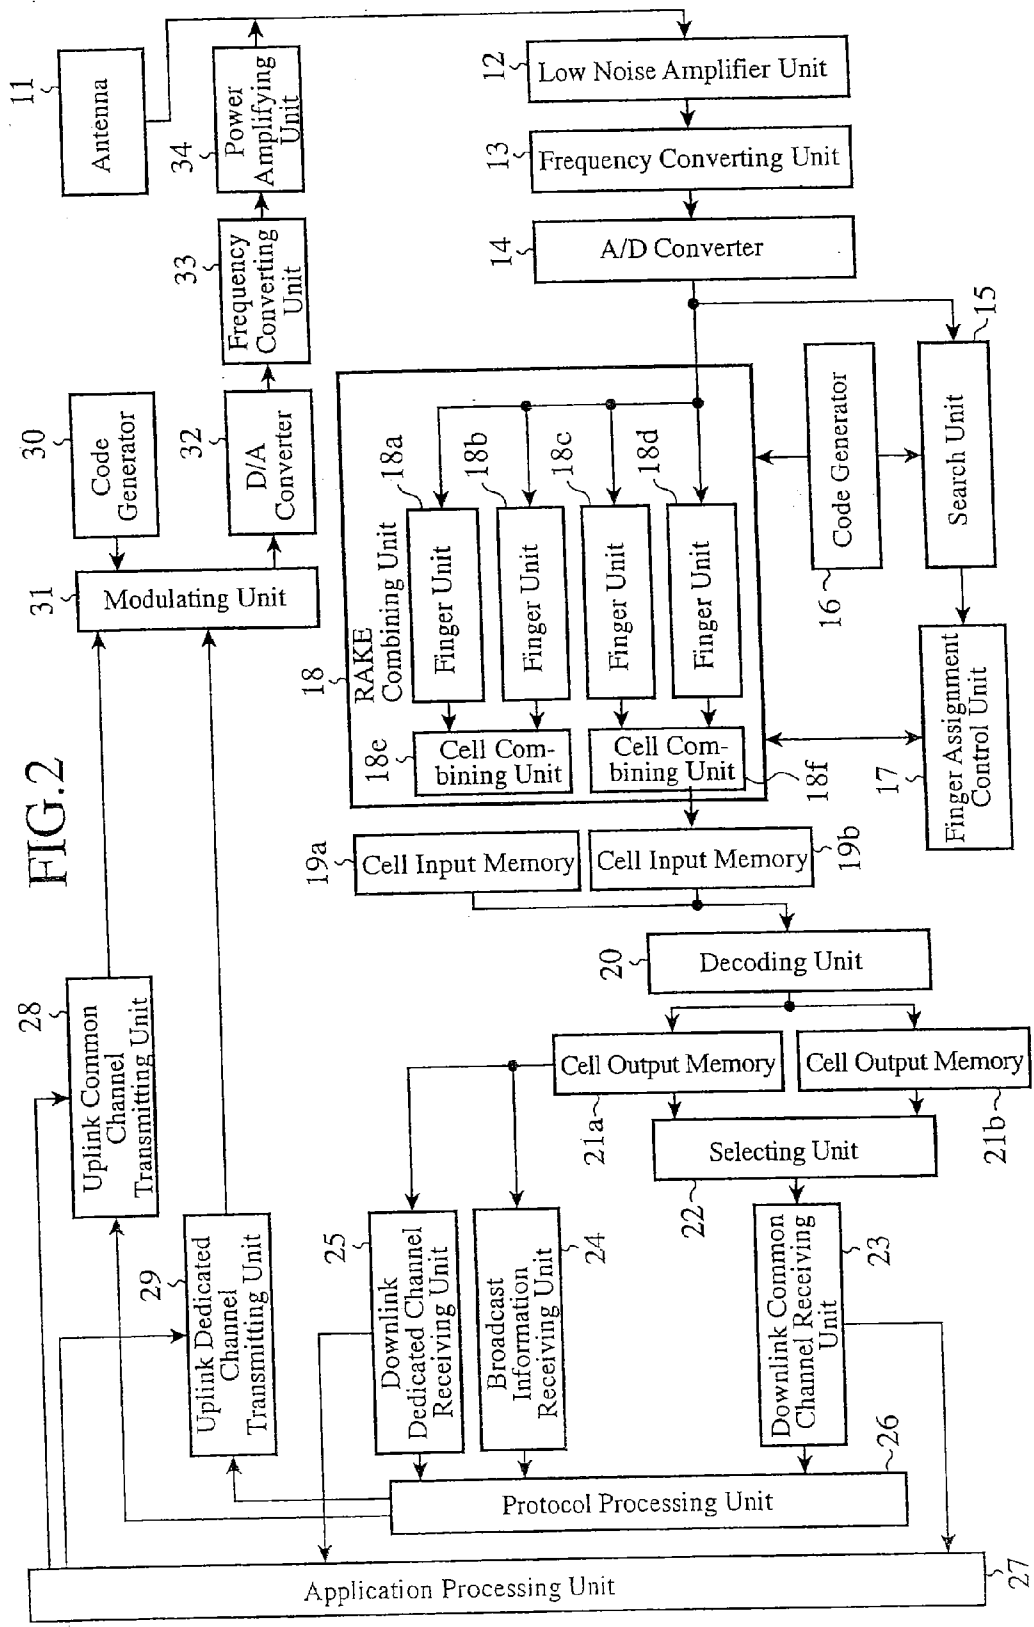 FIG.2
11
Antenna
34
Power
Amplifying
Unit
33
Frequency
Converting
Unit
32
D/A
Converter
30
Code
Generator
31
Modulating Unit
12
Low Noise Amplifier Unit
13
Frequency Converting Unit
14
A/D Converter
15
Search Unit
16
Code Generator
17
Finger Assignment
Control Unit
18
RAKE
Combining Unit
18a
Finger Unit
18b
Finger Unit
18c
Finger Unit
18d
Finger Unit
18e
Cell Com-
bining Unit
18f
Cell Com-
bining Unit
19a
Cell Input Memory
19b
Cell Input Memory
20
Decoding Unit
21a
Cell Output Memory
21b
Cell Output Memory
22
Selecting Unit
28
Uplink Common
Channel
Transmitting Unit
29
Uplink Dedicated
Channel
Transmitting Unit
25
Downlink
Dedicated Channel
Receiving Unit
24
Broadcast
Information
Receiving Unit
23
Downlink Common
Channel Receiving
Unit
26
Protocol Processing Unit
27
Application Processing Unit